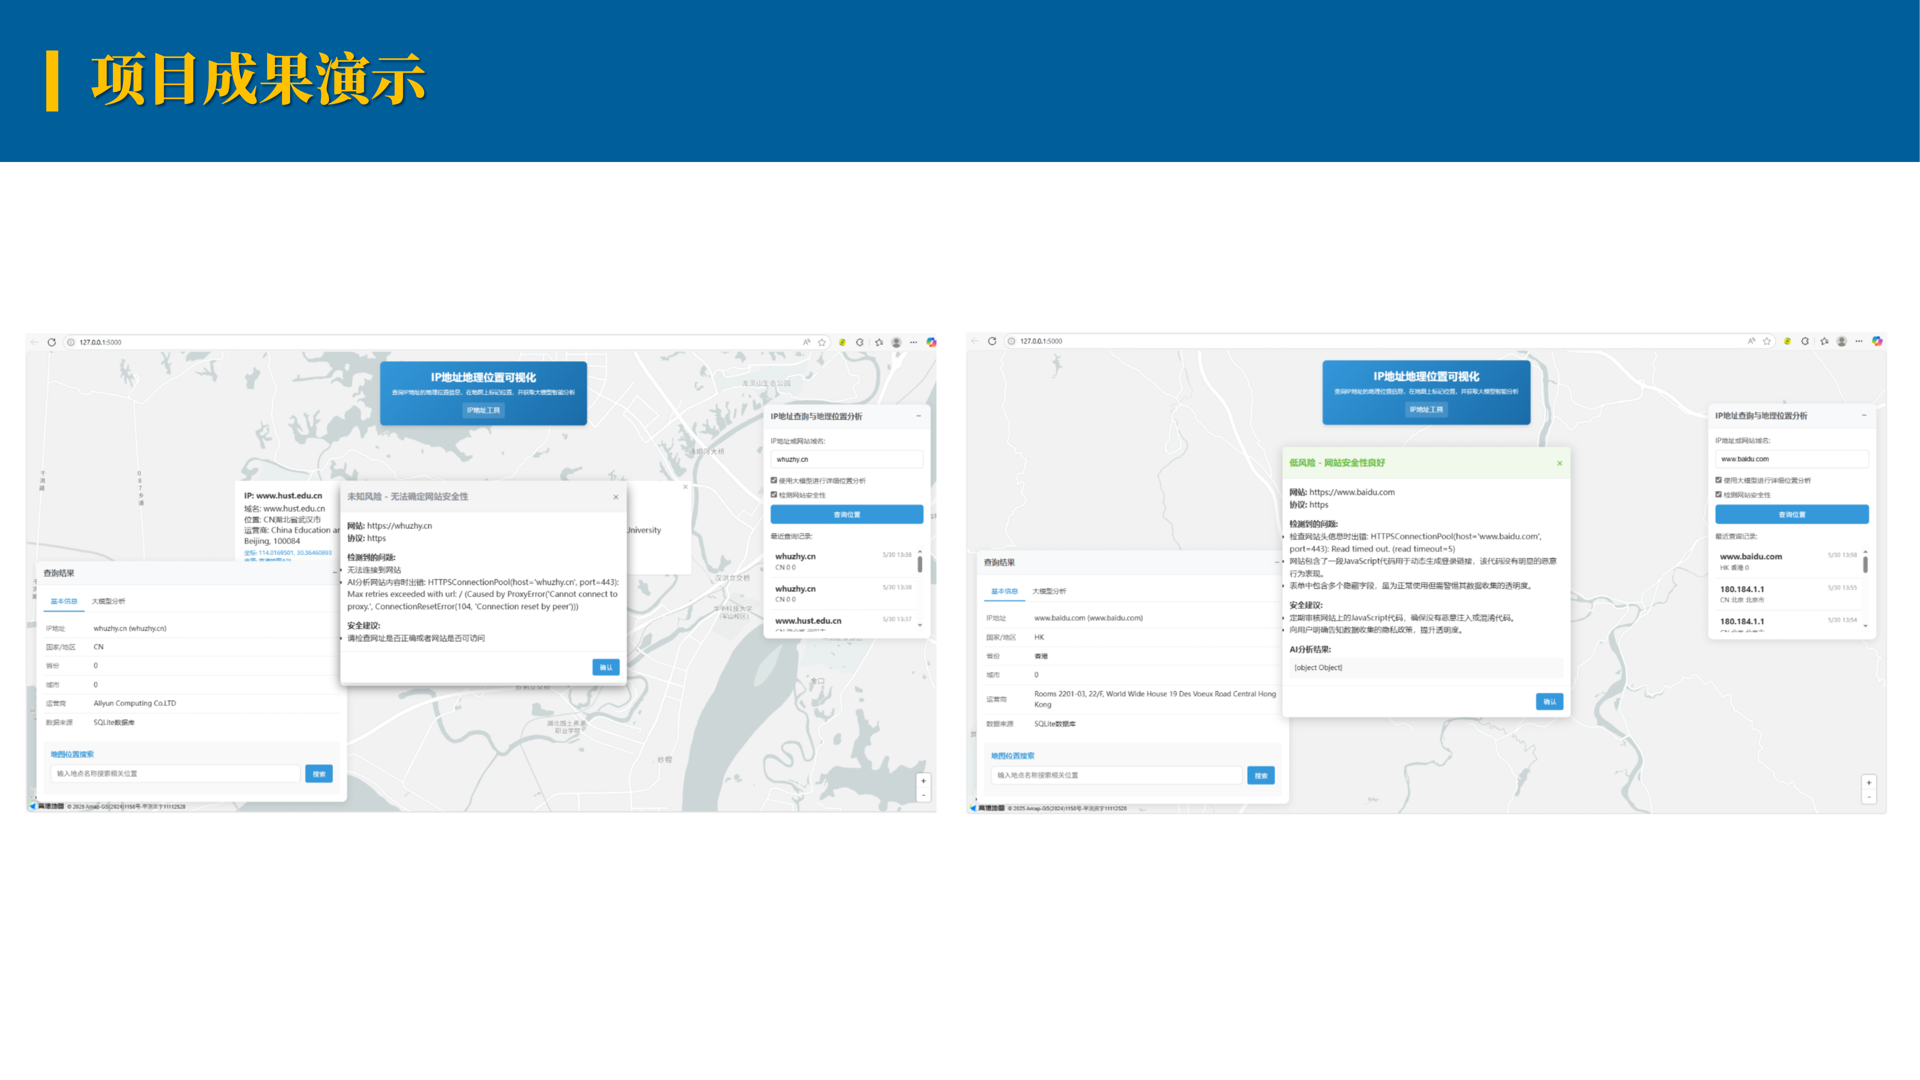 项目成果演示
127.0.0.1:5000
IP地址地理位置可视化
查询IP地址的地理位置信息，在地图上标记位置，并获取大模型智能分析
IP地址工具
IP地址查询与地理位置分析
IP地址或网站域名:
whuzhy.cn
使用大模型进行详细位置分析
检测网站安全性
查询位置
最近查询记录:
whuzhy.cn 5/30 13:38
CN 0 0
whuzhy.cn 5/30 13:38
CN 0 0
www.hust.edu.cn 5/30 13:37
IP: www.hust.edu.cn
域名: www.hust.edu.cn
位置: CN湖北省武汉市
运营商: China Education an
University
Beijing, 100084
未知风险 - 无法确定网站安全性
网站: https://whuzhy.cn
协议: https
检测到的问题:
无法连接到网站
AI分析网站内容时出错: HTTPSConnectionPool(host='whuzhy.cn', port=443):
Max retries exceeded with url: / (Caused by ProxyError('Cannot connect to
proxy.', ConnectionResetError(104, 'Connection reset by peer')))
安全建议:
请检查网址是否正确或者网站是否可访问
确认
查询结果
基本信息 大模型分析
IP地址 whuzhy.cn (whuzhy.cn)
国家/地区 CN
省份 0
城市 0
运营商 Aliyun Computing Co.LTD
数据来源 SQLite数据库
地图位置搜索
输入地点名称搜索相关位置 搜索
高德地图
127.0.0.1:5000
IP地址地理位置可视化
查询IP地址的地理位置信息，在地图上标记位置，并获取大模型智能分析
IP地址工具
IP地址查询与地理位置分析
IP地址或网站域名:
www.baidu.com
使用大模型进行详细位置分析
检测网站安全性
查询位置
最近查询记录:
www.baidu.com 5/30 13:58
HK 香港 0
180.184.1.1 5/30 13:55
CN 北京 北京市
180.184.1.1 5/30 13:54
低风险 - 网站安全性良好
网站: https://www.baidu.com
协议: https
检测到的问题:
检查网站头信息时出错: HTTPSConnectionPool(host='www.baidu.com',
port=443): Read timed out. (read timeout=5)
网站包含了一段JavaScript代码用于动态生成登录链接，该代码没有明显的恶意
行为表现。
表单中包含多个隐藏字段，虽为正常使用但需警惕其数据收集的透明度。
安全建议:
定期审核网站上的JavaScript代码，确保没有恶意注入或混淆代码。
向用户明确告知数据收集的隐私政策，提升透明度。
AI分析结果:
[object Object]
确认
查询结果
基本信息 大模型分析
IP地址 www.baidu.com (www.baidu.com)
国家/地区 HK
省份 香港
城市 0
运营商 Rooms 2201-03, 22/F, World Wide House 19 Des Voeux Road Central Hong
Kong
数据来源 SQLite数据库
地图位置搜索
输入地点名称搜索相关位置 搜索
高德地图